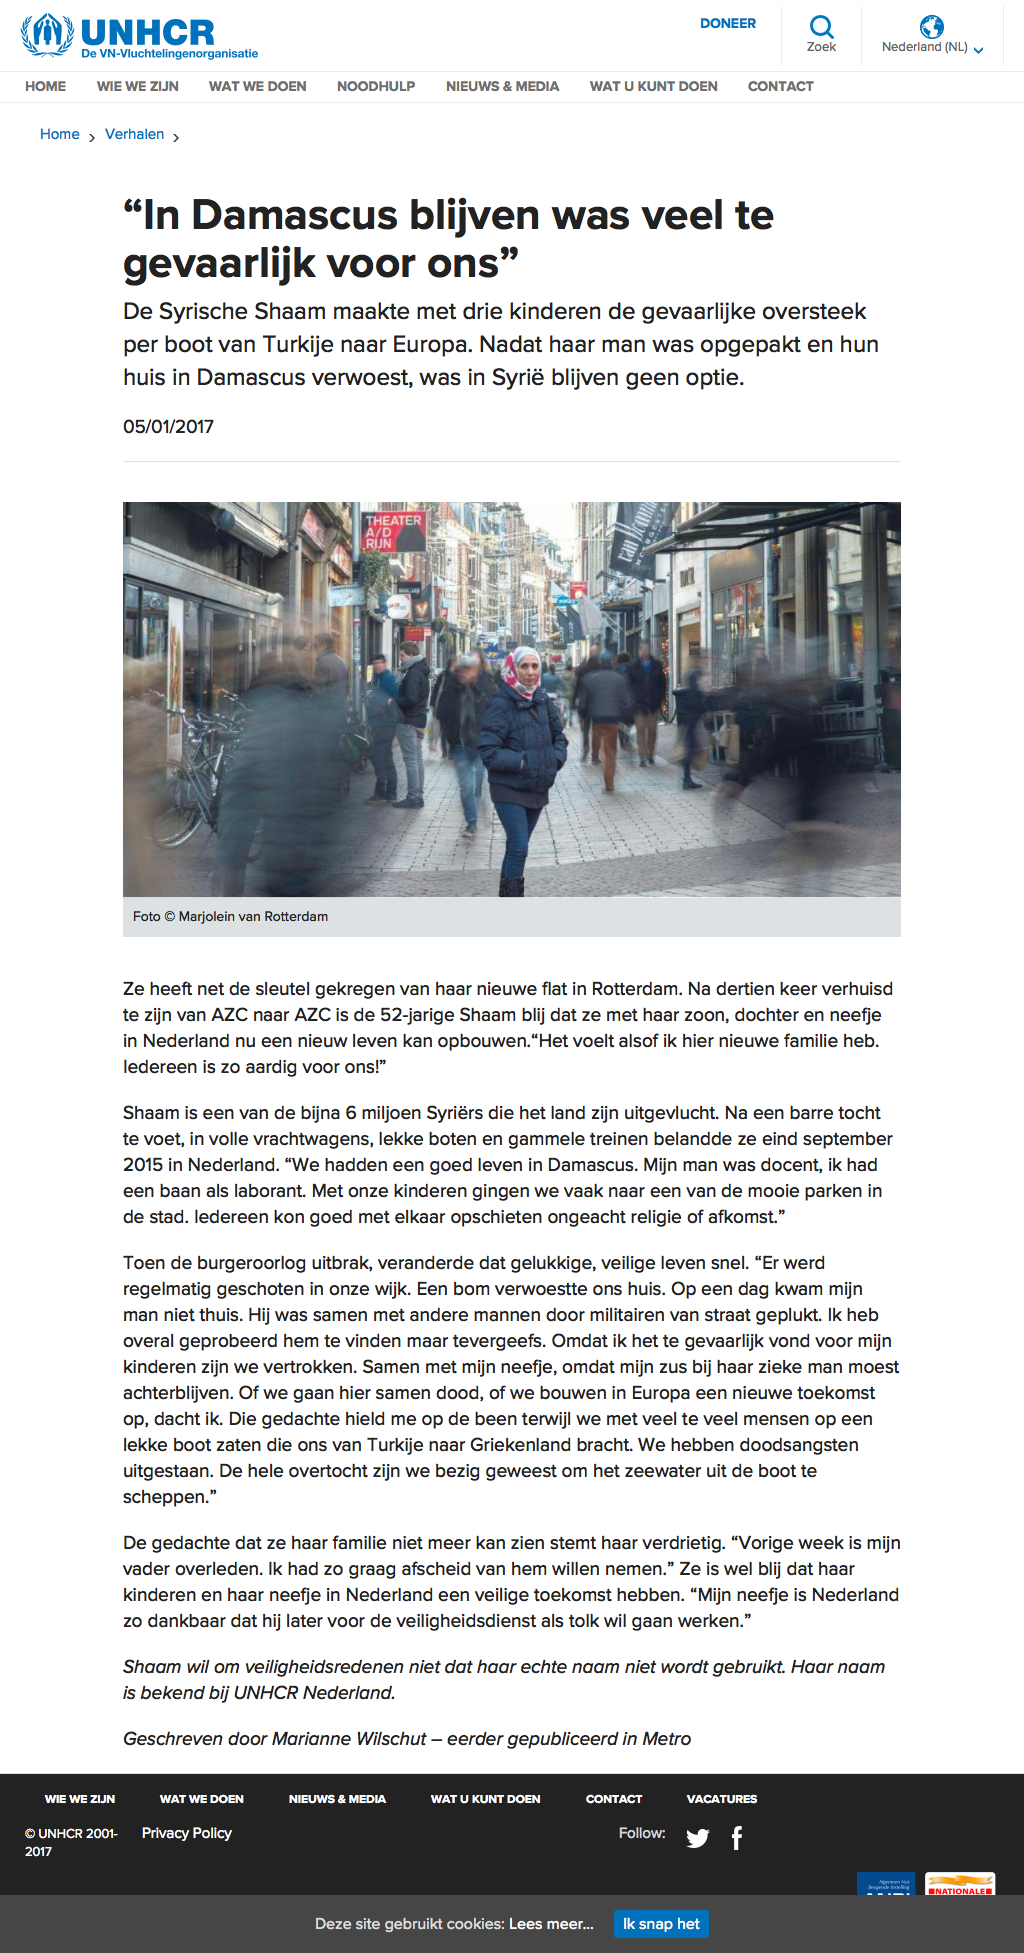 UNHCR
De VN-Vluchtelingenorganisatie
DONEER
Zoek
Nederland (NL)
HOME WIE WE ZIJN WAT WE DOEN NOODHULP NIEUWS & MEDIA WAT U KUNT DOEN CONTACT
Home Verhalen
“In Damascus blijven was veel te
gevaarlijk voor ons”
De Syrische Shaam maakte met drie kinderen de gevaarlijke oversteek
per boot van Turkije naar Europa. Nadat haar man was opgepakt en hun
huis in Damascus verwoest, was in Syrië blijven geen optie.
05/01/2017
THEATER
A/D
RIJN
Foto © Marjolein van Rotterdam
Ze heeft net de sleutel gekregen van haar nieuwe flat in Rotterdam. Na dertien keer verhuisd
te zijn van AZC naar AZC is de 52-jarige Shaam blij dat ze met haar zoon, dochter en neefje
in Nederland nu een nieuw leven kan opbouwen.“Het voelt alsof ik hier nieuwe familie heb.
Iedereen is zo aardig voor ons!”
Shaam is een van de bijna 6 miljoen Syriërs die het land zijn uitgevlucht. Na een barre tocht
te voet, in volle vrachtwagens, lekke boten en gammele treinen belandde ze eind september
2015 in Nederland. “We hadden een goed leven in Damascus. Mijn man was docent, ik had
een baan als laborant. Met onze kinderen gingen we vaak naar een van de mooie parken in
de stad. Iedereen kon goed met elkaar opschieten ongeacht religie of afkomst.”
Toen de burgeroorlog uitbrak, veranderde dat gelukkige, veilige leven snel. “Er werd
regelmatig geschoten in onze wijk. Een bom verwoestte ons huis. Op een dag kwam mijn
man niet thuis. Hij was samen met andere mannen door militairen van straat geplukt. Ik heb
overal geprobeerd hem te vinden maar tevergeefs. Omdat ik het te gevaarlijk vond voor mijn
kinderen zijn we vertrokken. Samen met mijn neefje, omdat mijn zus bij haar zieke man moest
achterblijven. Of we gaan hier samen dood, of we bouwen in Europa een nieuwe toekomst
op, dacht ik. Die gedachte hield me op de been terwijl we met veel te veel mensen op een
lekke boot zaten die ons van Turkije naar Griekenland bracht. We hebben doodsangsten
uitgestaan. De hele overtocht zijn we bezig geweest om het zeewater uit de boot te
scheppen.”
De gedachte dat ze haar familie niet meer kan zien stemt haar verdrietig. “Vorige week is mijn
vader overleden. Ik had zo graag afscheid van hem willen nemen.” Ze is wel blij dat haar
kinderen en haar neefje in Nederland een veilige toekomst hebben. “Mijn neefje is Nederland
zo dankbaar dat hij later voor de veiligheidsdienst als tolk wil gaan werken.”
Shaam wil om veiligheidsredenen niet dat haar echte naam niet wordt gebruikt. Haar naam
is bekend bij UNHCR Nederland.
Geschreven door Marianne Wilschut – eerder gepubliceerd in Metro
WIE WE ZIJN WAT WE DOEN NIEUWS & MEDIA WAT U KUNT DOEN CONTACT VACATURES
© UNHCR 2001-
2017
Privacy Policy
Follow:
Algemeen Nut
Beogende Instelling
NATIONALE
Deze site gebruikt cookies: Lees meer... Ik snap het